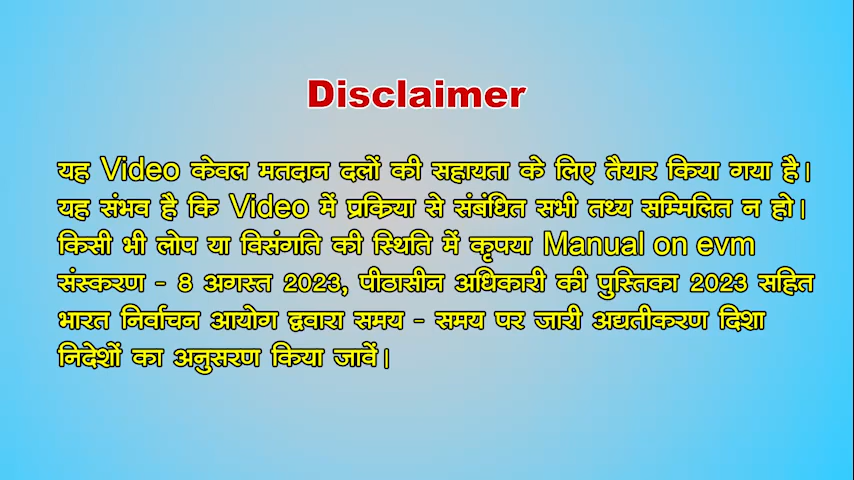 Disclaimer
यह Video केवल मतदान दलों की सहायता के लिए तैयार किया गया है।
यह संभव है कि Video में प्रक्रिया से संबंधित सभी तथ्य सम्मिलित न हो।
किसी भी लोप या विसंगति की स्थिति में कृपया Manual on evm
संस्करण - 8 अगस्त 2023, पीठासीन अधिकारी की पुस्तिका 2023 सहित
भारत निर्वाचन आयोग द्ववारा समय - समय पर जारी अद्यतीकरण दिशा
निदेशों का अनुसरण किया जावें।